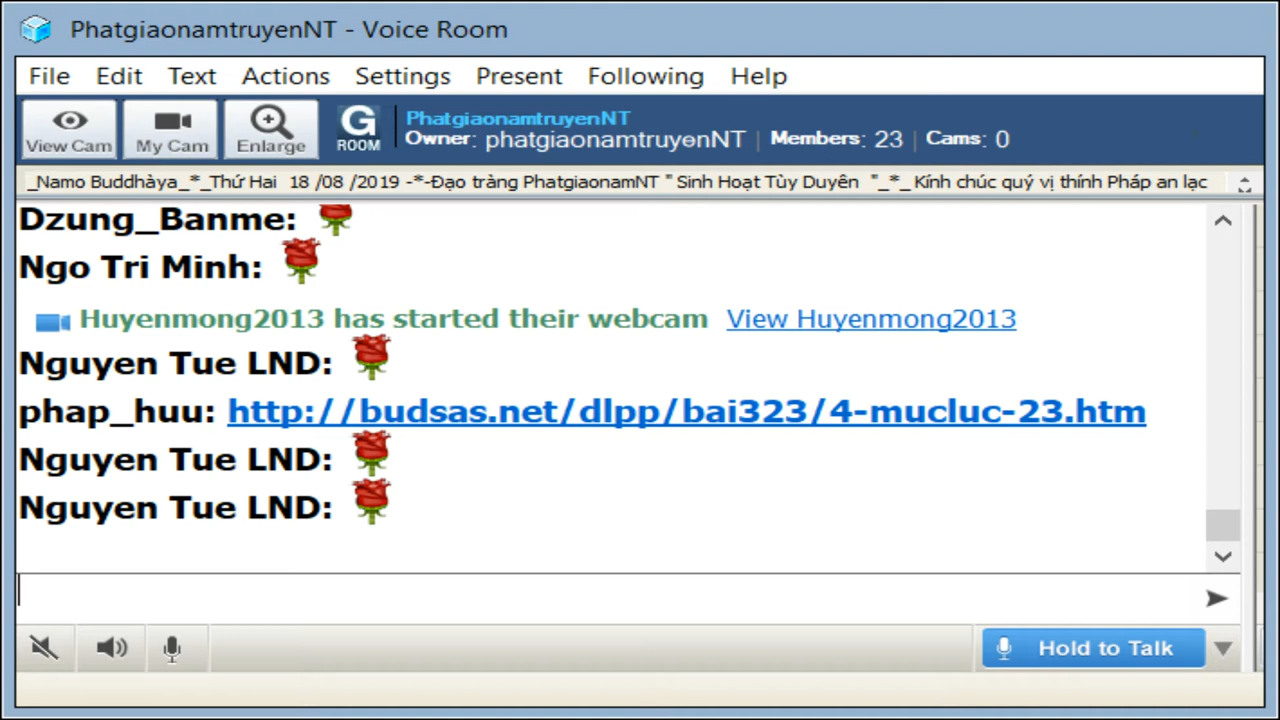 PhatgiaonamtruyenNT - Voice Room
File Edit Text Actions Settings Present Following Help
View Cam My Cam Enlarge G ROOM
PhatgiaonamtruyenNT
Owner: phatgiaonamtruyenNT | Members: 23 | Cams: 0
_Namo Buddhàya_*_Thứ Hai 18 /08 /2019 -*-Đạo tràng PhatgiaonamNT " Sinh Hoạt Tùy Duyên "_*_ Kính chúc quý vị thính Pháp an lạc
Dzung_Banme:
Ngo Tri Minh:
Huyenmong2013 has started their webcam View Huyenmong2013
Nguyen Tue LND:
phap_huu: http://budsas.net/dlpp/bai323/4-mucluc-23.htm
Nguyen Tue LND:
Nguyen Tue LND:
Hold to Talk